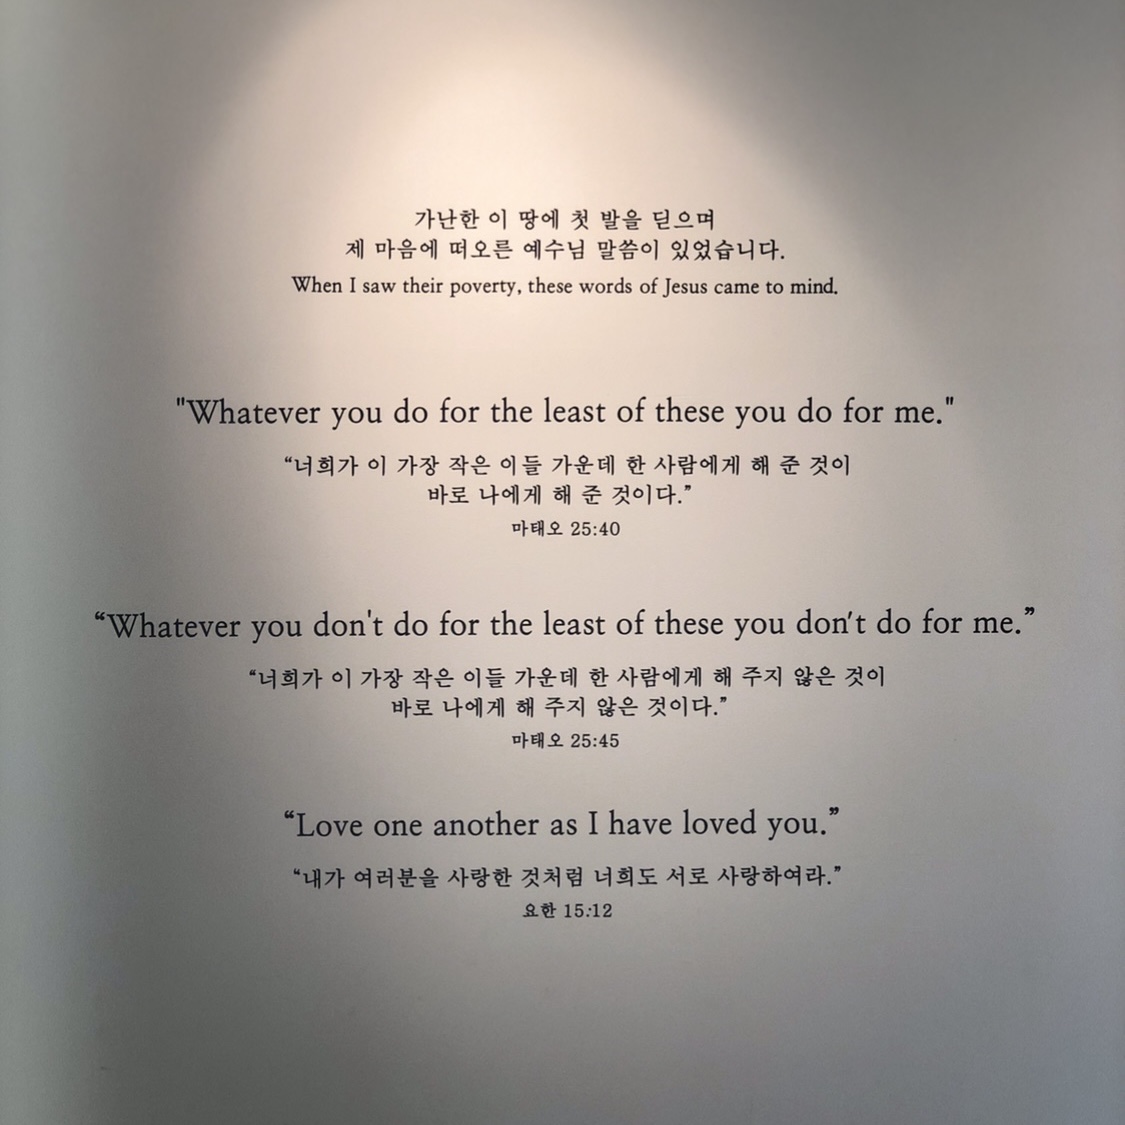 가난한 이 땅에 첫 발을 딛으며
제 마음에 떠오른 예수님 말씀이 있었습니다.
When I saw their poverty, these words of Jesus came to mind.
"Whatever you do for the least of these you do for me."
“너희가 이 가장 작은 이들 가운데 한 사람에게 해 준 것이
바로 나에게 해 준 것이다.”
마태오 25:40
“Whatever you don't do for the least of these you don't do for me.”
“너희가 이 가장 작은 이들 가운데 한 사람에게 해 주지 않은 것이
바로 나에게 해 주지 않은 것이다.”
마태오 25:45
“Love one another as I have loved you.”
“내가 여러분을 사랑한 것처럼 너희도 서로 사랑하여라.”
요한 15:12